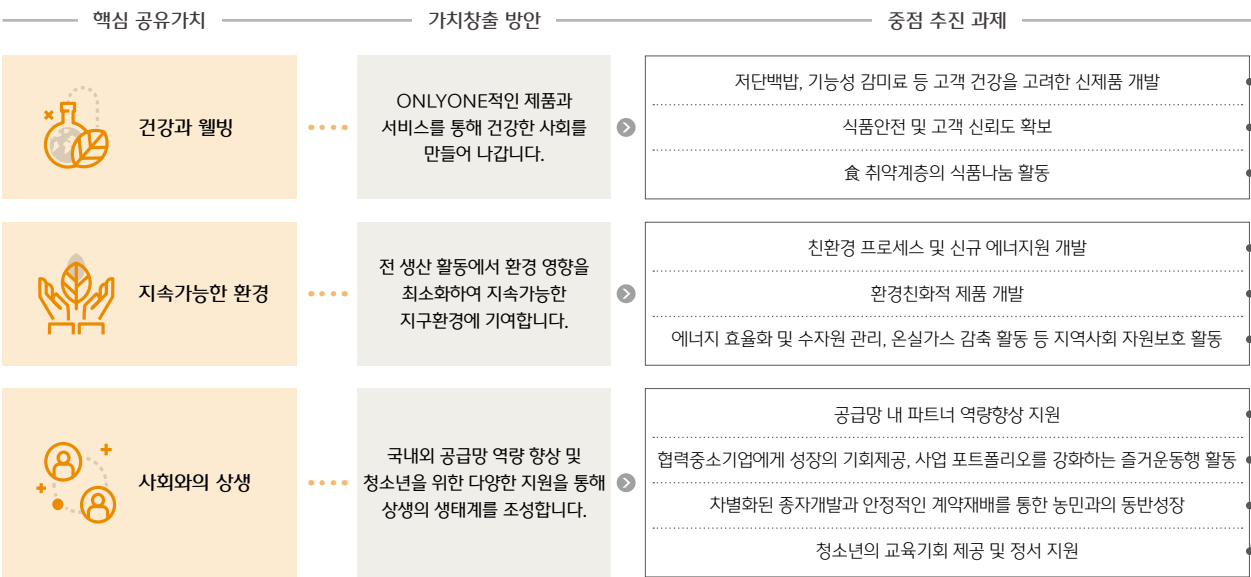 핵심 공유가치
가치창출 방안
중점 추진 과제
건강과 웰빙
ONLYONE적인 제품과
서비스를 통해 건강한 사회를
만들어 나갑니다.
저단백밥, 기능성 감미료 등 고객 건강을 고려한 신제품 개발
식품안전 및 고객 신뢰도 확보
食 취약계층의 식품나눔 활동
지속가능한 환경
전 생산 활동에서 환경 영향을
최소화하여 지속가능한
지구환경에 기여합니다.
친환경 프로세스 및 신규 에너지원 개발
환경친화적 제품 개발
에너지 효율화 및 수자원 관리, 온실가스 감축 활동 등 지역사회 자원보호 활동
사회와의 상생
국내외 공급망 역량 향상 및
청소년을 위한 다양한 지원을 통해
상생의 생태계를 조성합니다.
공급망 내 파트너 역량향상 지원
협력중소기업에게 성장의 기회제공, 사업 포트폴리오를 강화하는 즐거운동행 활동
차별화된 종자개발과 안정적인 계약재배를 통한 농민과의 동반성장
청소년의 교육기회 제공 및 정서 지원